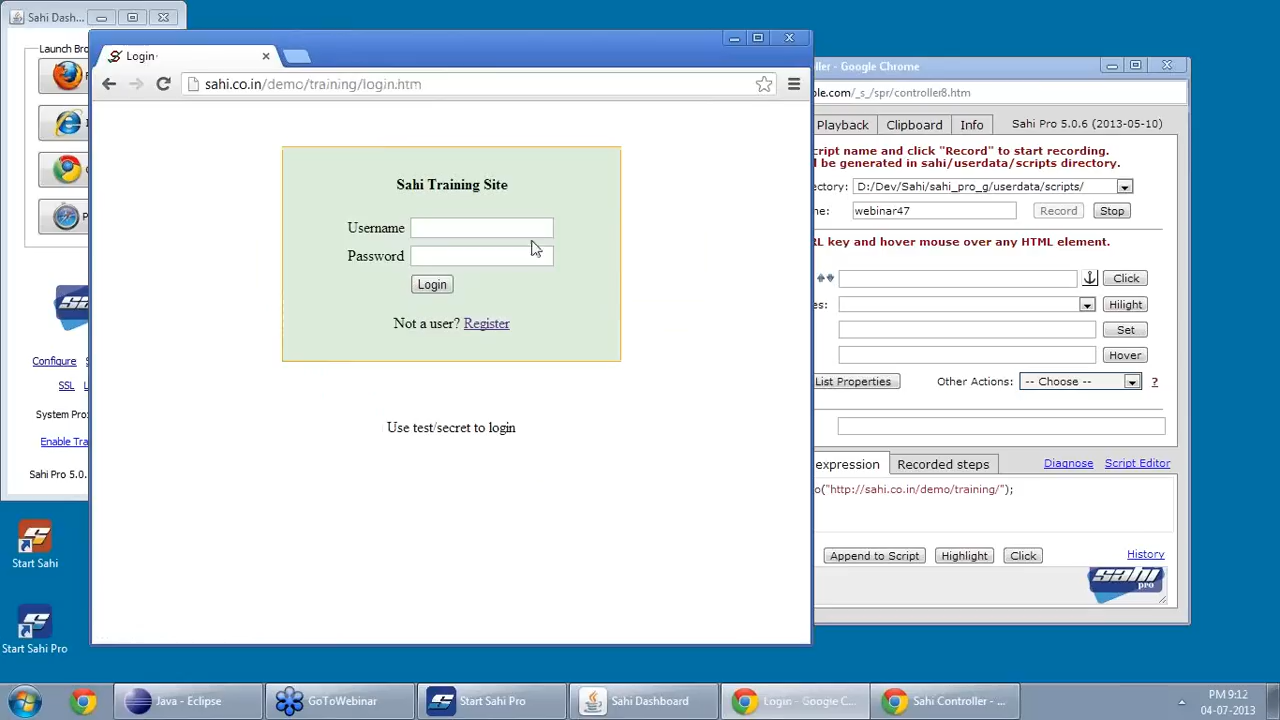 Sahi Dash...
Launch Bro
Configure
SSL
System Pro:
Enable Tra
Sahi Pro 5.0.
Start Sahi
Start Sahi Pro
Login
sahi.co.in/demo/training/login.htm
Sahi Training Site
Username
Password
Login
Not a user? Register
Use test/secret to login
ller - Google Chrome
ple.com/_s_/spr/controller8.htm
Playback Clipboard Info Sahi Pro 5.0.6 (2013-05-10)
cript name and click "Record" to start recording.
l be generated in sahi/userdata/scripts directory.
ectory: D:/Dev/Sahi/sahi_pro_g/userdata/scripts/
me: webinar47 Record Stop
RL key and hover mouse over any HTML element.
Click
es: Hilight
Set
Hover
List Properties Other Actions: -- Choose -- ?
expression Recorded steps Diagnose Script Editor
o("http://sahi.co.in/demo/training/");
Append to Script Highlight Click History
sahi
pro
Java - Eclipse GoToWebinar Start Sahi Pro Sahi Dashboard Login - Google C... Sahi Controller - ...
PM 9:12
04-07-2013